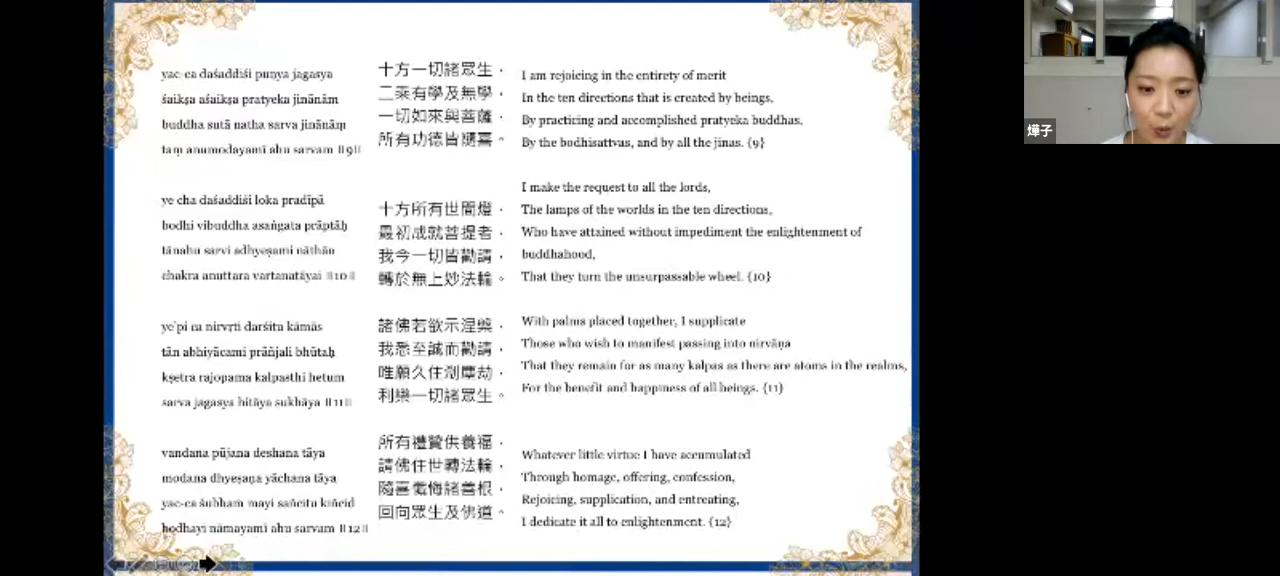 yac-ca daśaddiśi puṇya jagasya
śaikṣa aśaikṣa pratyeka jinānām
buddha sutā natha sarva jinānāṃ
taṃ anumodayamī ahu sarvam ॥9॥
十方一切諸眾生，
二乘有學及無學，
一切如來與菩薩，
所有功德皆隨喜。
I am rejoicing in the entirety of merit
In the ten directions that is created by beings,
By practicing and accomplished pratyeka buddhas,
By the bodhisattvas, and by all the jinas. {9}
ye cha daśaddiśi loka pradīpā
bodhi vibuddha asaṅgata prāptāḥ
tānahu sarvi adhyeṣami nāthān
chakra anuttara vartanatāyai ॥10॥
十方所有世間燈，
最初成就菩提者，
我今一切皆勸請，
轉於無上妙法輪。
I make the request to all the lords,
The lamps of the worlds in the ten directions,
Who have attained without impediment the enlightenment of
buddhahood,
That they turn the unsurpassable wheel. {10}
ye'pi ca nirvṛti darśitu kāmās
tān abhiyācami prāñjali bhūtaḥ
kṣetra rajopama kalpasthi hetum
sarva jagasya hitāya sukhāya ॥11॥
諸佛若欲示涅槃，
我悉至誠而勸請，
唯願久住剎塵劫，
利樂一切諸眾生。
With palms placed together, I supplicate
Those who wish to manifest passing into nirvāṇa
That they remain for as many kalpas as there are atoms in the realms,
For the benefit and happiness of all beings. {11}
vandana pūjana deshana tāya
modana dhyeṣaṇa yāchana tāya
yac-ca śubhaṃ mayi sañcitu kiñcid
bodhayi nāmayamī ahu sarvam ॥12॥
所有禮讚供養福，
請佛住世轉法輪，
隨喜懺悔諸善根，
回向眾生及佛道。
Whatever little virtue I have accumulated
Through homage, offering, confession,
Rejoicing, supplication, and entreating,
I dedicate it all to enlightenment. {12}
嬅子